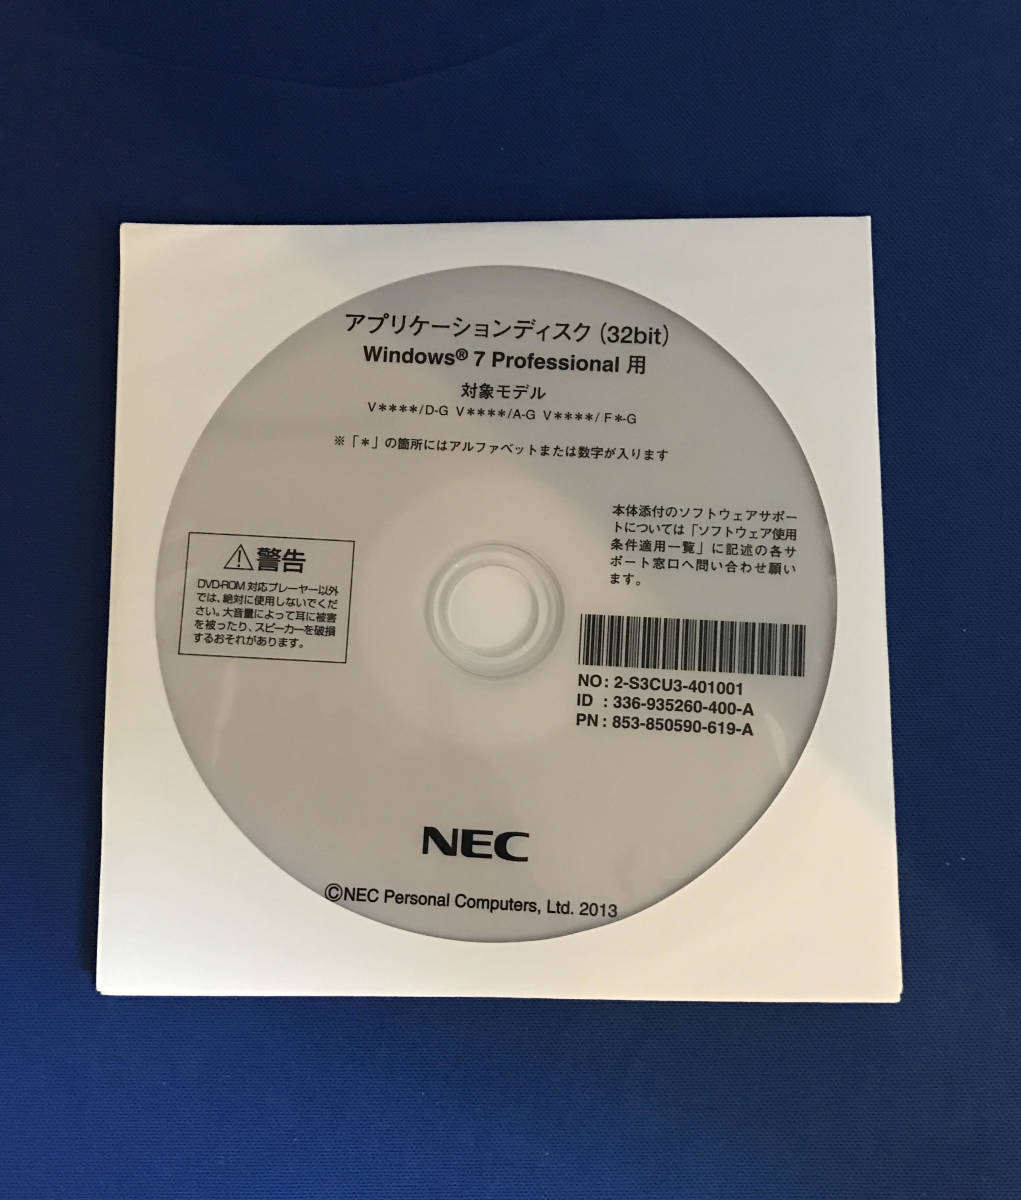 アプリケーションディスク(32bit)
Windows® 7 Professional 用
対象モデル
V****/D-G V****/A-G V****/F*-G
※「*」の箇所にはアルファベットまたは数字が入ります
本体添付のソフトウェアサポー
トについては「ソフトウェア使用
条件適用一覧」に記述の各サ
ポート窓口へ問い合わせ願い
ます。
警告
DVD-ROM 対応プレーヤー以外
では、絶対に使用しないでくだ
さい。大音量によって耳に被害
を被ったり、スピーカーを破損
するおそれがあります。
NO: 2-S3CU3-401001
ID : 336-935260-400-A
PN : 853-850590-619-A
NEC
©NEC Personal Computers, Ltd. 2013